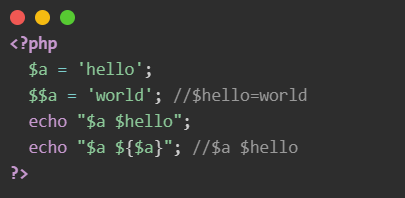 <?php
$a = 'hello';
$$a = 'world'; //$hello=world
echo "$a $hello";
echo "$a ${$a}"; //$a $hello
?>